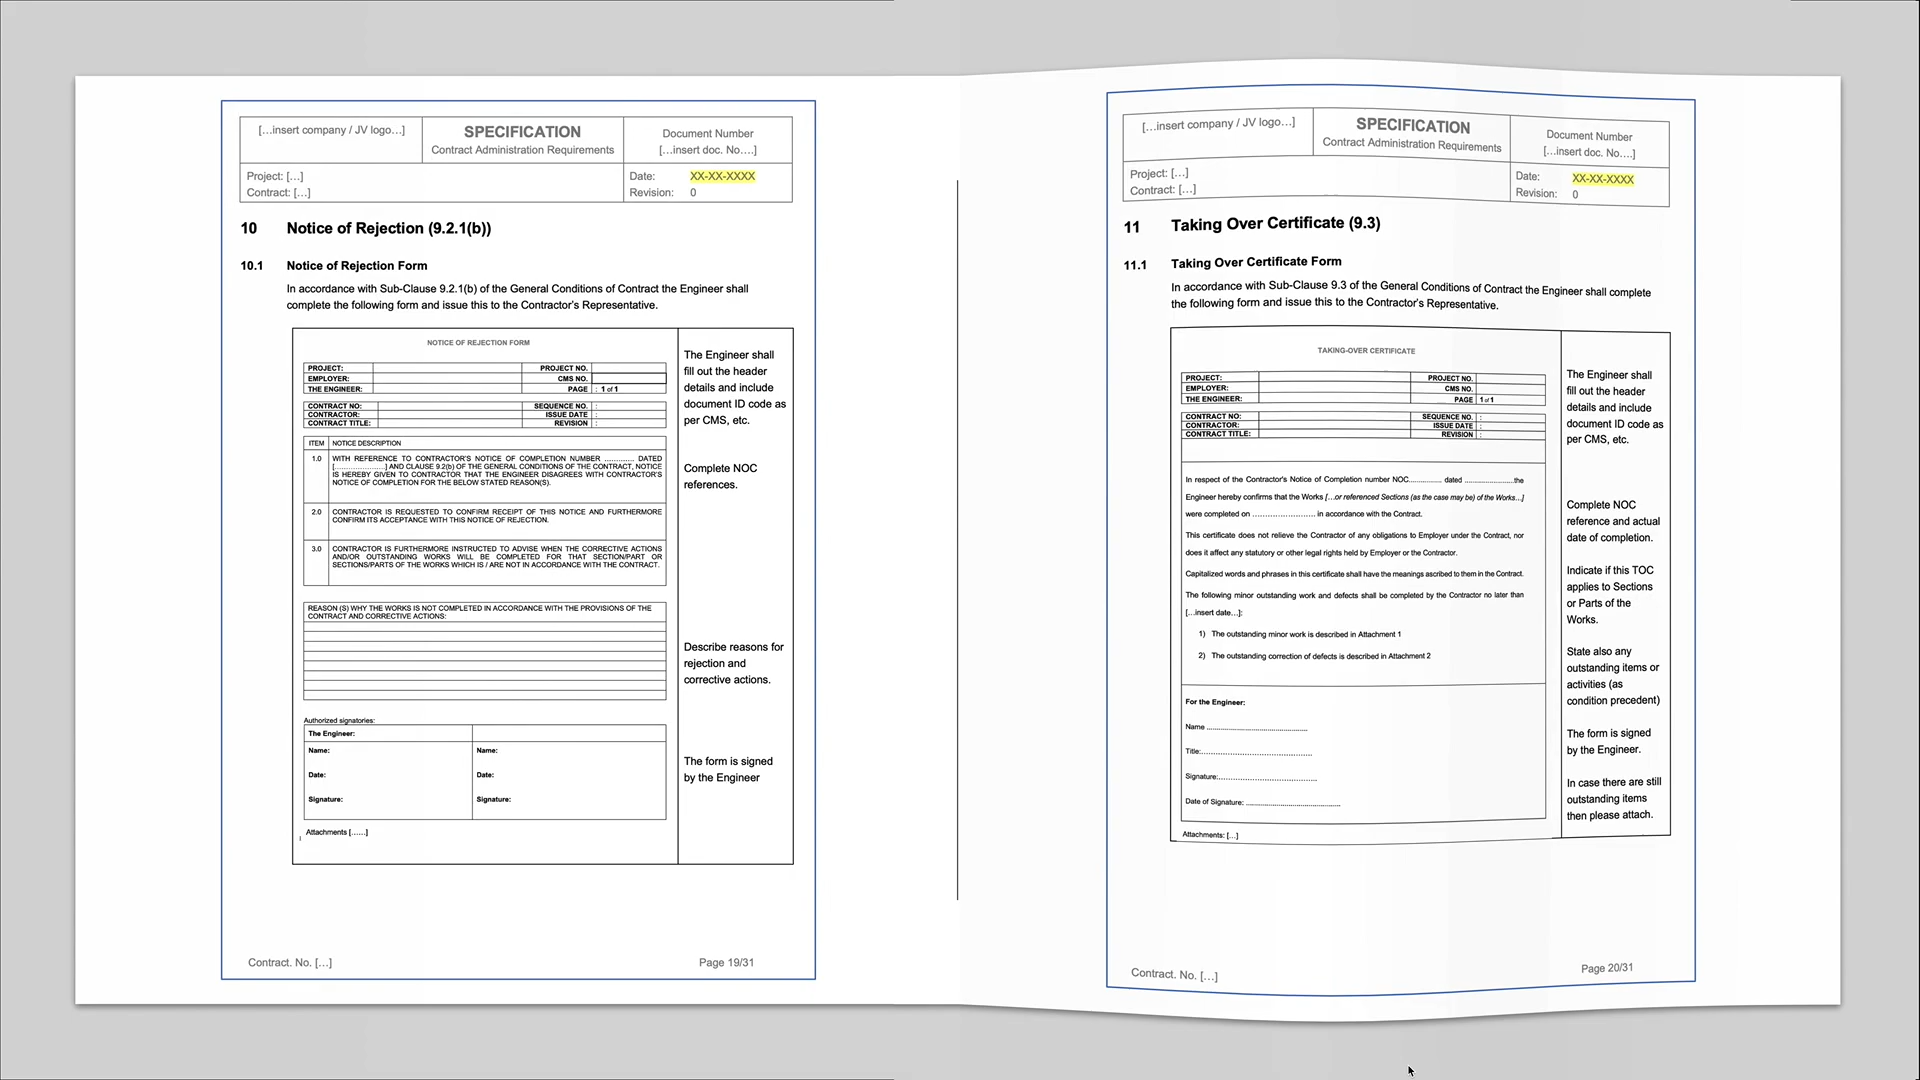 [...insert company / JV logo...]
SPECIFICATION
Contract Administration Requirements
Document Number
[...insert doc. No....]
Project: [...]
Contract: [...]
Date: XX-XX-XXXX
Revision: 0
10 Notice of Rejection (9.2.1(b))
10.1 Notice of Rejection Form
In accordance with Sub-Clause 9.2.1(b) of the General Conditions of Contract the Engineer shall
complete the following form and issue this to the Contractor's Representative.
NOTICE OF REJECTION FORM
PROJECT: PROJECT NO.
EMPLOYER: CMS NO.
THE ENGINEER: PAGE : 1 of 1
CONTRACT NO: SEQUENCE NO. :
CONTRACTOR: ISSUE DATE :
CONTRACT TITLE: REVISION :
ITEM NOTICE DESCRIPTION
1.0 WITH REFERENCE TO CONTRACTOR'S NOTICE OF COMPLETION NUMBER ............. DATED
[......................] AND CLAUSE 9.2(b) OF THE GENERAL CONDITIONS OF THE CONTRACT, NOTICE
IS HEREBY GIVEN TO CONTRACTOR THAT THE ENGINEER DISAGREES WITH CONTRACTOR'S
NOTICE OF COMPLETION FOR THE BELOW STATED REASON(S).
2.0 CONTRACTOR IS REQUESTED TO CONFIRM RECEIPT OF THIS NOTICE AND FURTHERMORE
CONFIRM ITS ACCEPTANCE WITH THIS NOTICE OF REJECTION.
3.0 CONTRACTOR IS FURTHERMORE INSTRUCTED TO ADVISE WHEN THE CORRECTIVE ACTIONS
AND/OR OUTSTANDING WORKS WILL BE COMPLETED FOR THAT SECTION/PART OR
SECTIONS/PARTS OF THE WORKS WHICH IS / ARE NOT IN ACCORDANCE WITH THE CONTRACT.
REASON (S) WHY THE WORKS IS NOT COMPLETED IN ACCORDANCE WITH THE PROVISIONS OF THE
CONTRACT AND CORRECTIVE ACTIONS:
Authorized signatories:
The Engineer:
Name: Name:
Date: Date:
Signature: Signature:
Attachments [......]
The Engineer shall
fill out the header
details and include
document ID code as
per CMS, etc.
Complete NOC
references.
Describe reasons for
rejection and
corrective actions.
The form is signed
by the Engineer
Contract. No. [...]
Page 19/31
[...insert company / JV logo...]
SPECIFICATION
Contract Administration Requirements
Document Number
[...insert doc. No....]
Project: [...]
Contract: [...]
Date: XX-XX-XXXX
Revision: 0
11 Taking Over Certificate (9.3)
11.1 Taking Over Certificate Form
In accordance with Sub-Clause 9.3 of the General Conditions of Contract the Engineer shall complete
the following form and issue this to the Contractor's Representative.
TAKING-OVER CERTIFICATE
PROJECT: PROJECT NO.
EMPLOYER: CMS NO.
THE ENGINEER: PAGE 1 of 1
CONTRACT NO: SEQUENCE NO. :
CONTRACTOR: ISSUE DATE :
CONTRACT TITLE: REVISION :
In respect of the Contractor's Notice of Completion number NOC.............. dated .....................the
Engineer hereby confirms that the Works [...or referenced Sections (as the case may be) of the Works...]
were completed on ........................ in accordance with the Contract.
This certificate does not relieve the Contractor of any obligations to Employer under the Contract, nor
does it affect any statutory or other legal rights held by Employer or the Contractor.
Capitalized words and phrases in this certificate shall have the meanings ascribed to them in the Contract.
The following minor outstanding work and defects shall be completed by the Contractor no later than
[...insert date...]:
1) The outstanding minor work is described in Attachment 1
2) The outstanding correction of defects is described in Attachment 2
For the Engineer:
Name ..........................................
Title:..........................................
Signature:.....................................
Date of Signature: .......................................
Attachments: [...]
The Engineer shall
fill out the header
details and include
document ID code as
per CMS, etc.
Complete NOC
reference and actual
date of completion.
Indicate if this TOC
applies to Sections
or Parts of the
Works.
State also any
outstanding items or
activities (as
condition precedent)
The form is signed
by the Engineer.
In case there are still
outstanding items
then please attach.
Contract. No. [...]
Page 20/31